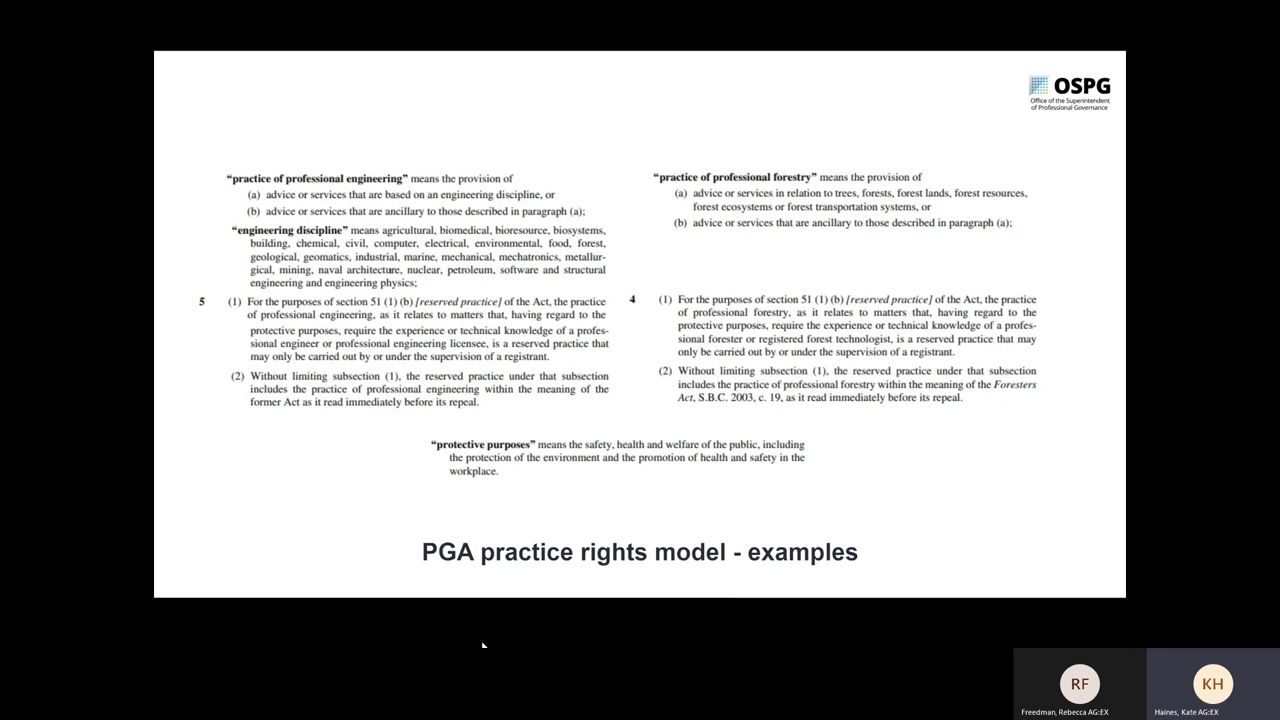 OSPG
Office of the Superintendent
of Professional Governance
“practice of professional engineering” means the provision of
(a) advice or services that are based on an engineering discipline, or
(b) advice or services that are ancillary to those described in paragraph (a);
“engineering discipline” means agricultural, biomedical, bioresource, biosystems,
building, chemical, civil, computer, electrical, environmental, food, forest,
geological, geomatics, industrial, marine, mechanical, mechatronics, metallur-
gical, mining, naval architecture, nuclear, petroleum, software and structural
engineering and engineering physics;
5 (1) For the purposes of section 51 (1) (b) [reserved practice] of the Act, the practice
of professional engineering, as it relates to matters that, having regard to the
protective purposes, require the experience or technical knowledge of a profes-
sional engineer or professional engineering licensee, is a reserved practice that
may only be carried out by or under the supervision of a registrant.
(2) Without limiting subsection (1), the reserved practice under that subsection
includes the practice of professional engineering within the meaning of the
former Act as it read immediately before its repeal.
“practice of professional forestry” means the provision of
(a) advice or services in relation to trees, forests, forest lands, forest resources,
forest ecosystems or forest transportation systems, or
(b) advice or services that are ancillary to those described in paragraph (a);
4 (1) For the purposes of section 51 (1) (b) [reserved practice] of the Act, the practice
of professional forestry, as it relates to matters that, having regard to the
protective purposes, require the experience or technical knowledge of a profes-
sional forester or registered forest technologist, is a reserved practice that may
only be carried out by or under the supervision of a registrant.
(2) Without limiting subsection (1), the reserved practice under that subsection
includes the practice of professional forestry within the meaning of the Foresters
Act, S.B.C. 2003, c. 19, as it read immediately before its repeal.
“protective purposes” means the safety, health and welfare of the public, including
the protection of the environment and the promotion of health and safety in the
workplace.
PGA practice rights model - examples
RF
Freedman, Rebecca AG:EX
KH
Haines, Kate AG:EX